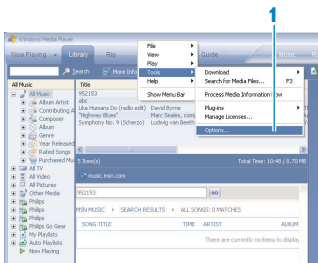 1
Windows Media Player
Now Playing
Library
Rip
Guide
Music
File
View
Play
Tools
Help
Show Menu Bar
Download
Search for Media Files... F3
Process Media Information Now
Plug-ins
Manage Licenses...
Options...
Search
More Info
All Music
Title
All Music
Album Artist
Contributing A
Composer
Album
Genre
Year Released
Rated Songs
Purchased Mu
All TV
All Video
All Pictures
Other Media
Philips
Philips
Philips
Philips Go Gear
My Playlists
Auto Playlists
Now Playing
952153
abc
Like Humans Do (radio edit) David Byrne
"Highway Blues" Marc Seales, com
Symphony No. 9 (Scherzo) Ludwig van Beeth
5 Item(s)
Total Time: 10:48 / 8.70 MB
music.msn.com
952153
GO
MSN MUSIC SEARCH RESULTS ALL SONGS: 0 MATCHES
SONG TITLE TIME ARTIST ALBUM
There are currently no items to display